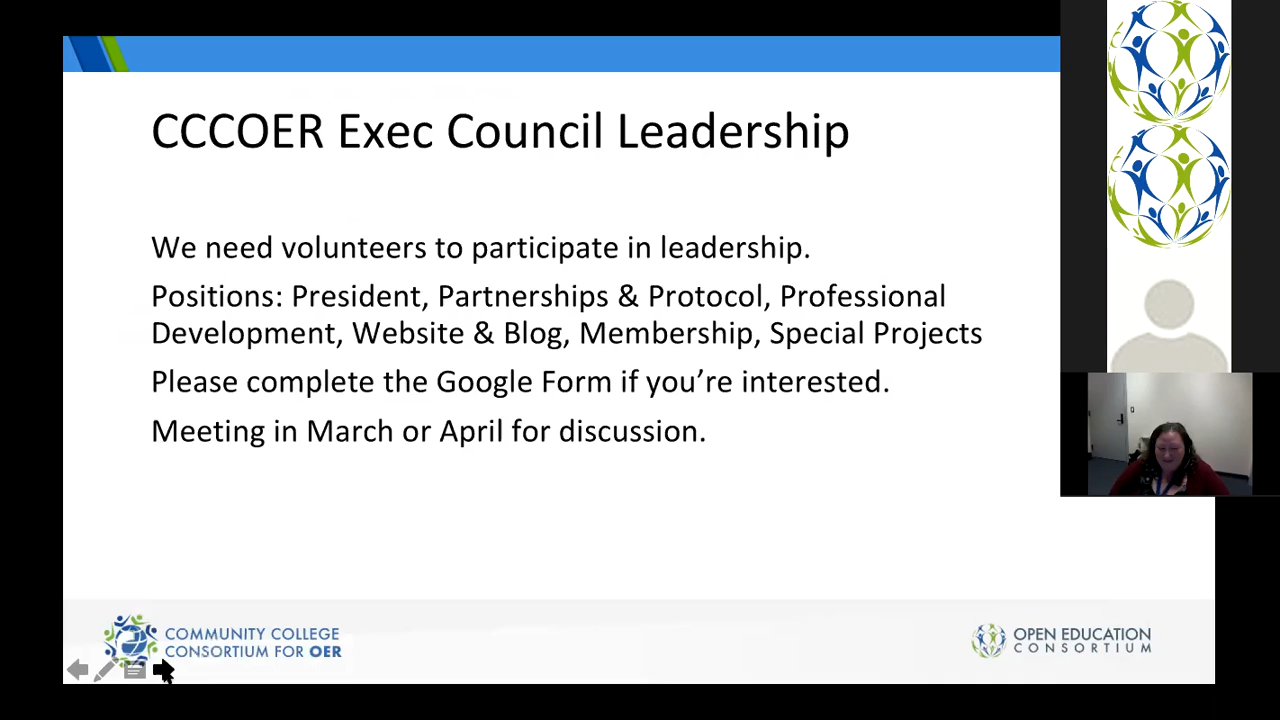 CCCOER Exec Council Leadership
We need volunteers to participate in leadership.
Positions: President, Partnerships & Protocol, Professional
Development, Website & Blog, Membership, Special Projects
Please complete the Google Form if you’re interested.
Meeting in March or April for discussion.
COMMUNITY COLLEGE
CONSORTIUM FOR OER
OPEN EDUCATION
CONSORTIUM